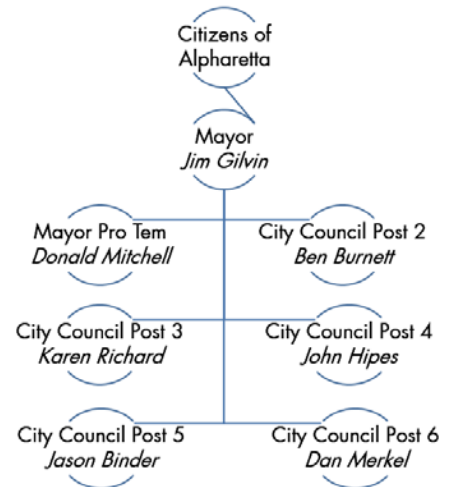 Citizens of
Alpharetta
Mayor
Jim Gilvin
Mayor Pro Tem
Donald Mitchell
City Council Post 2
Ben Burnett
City Council Post 3
Karen Richard
City Council Post 4
John Hipes
City Council Post 5
Jason Binder
City Council Post 6
Dan Merkel